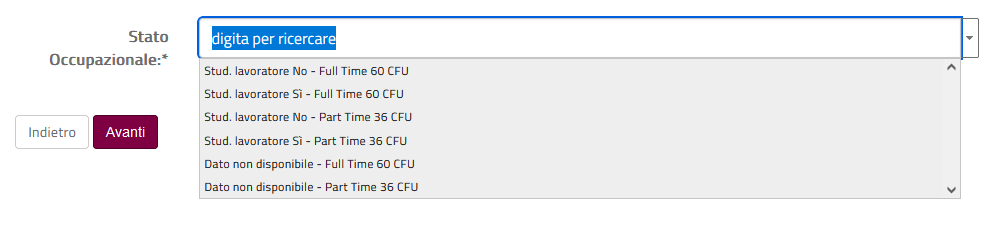 Stato
Occupazionale:*
digita per ricercare
Stud. lavoratore No - Full Time 60 CFU
Stud. lavoratore Sì - Full Time 60 CFU
Stud. lavoratore No - Part Time 36 CFU
Stud. lavoratore Sì - Part Time 36 CFU
Dato non disponibile - Full Time 60 CFU
Dato non disponibile - Part Time 36 CFU
Indietro
Avanti